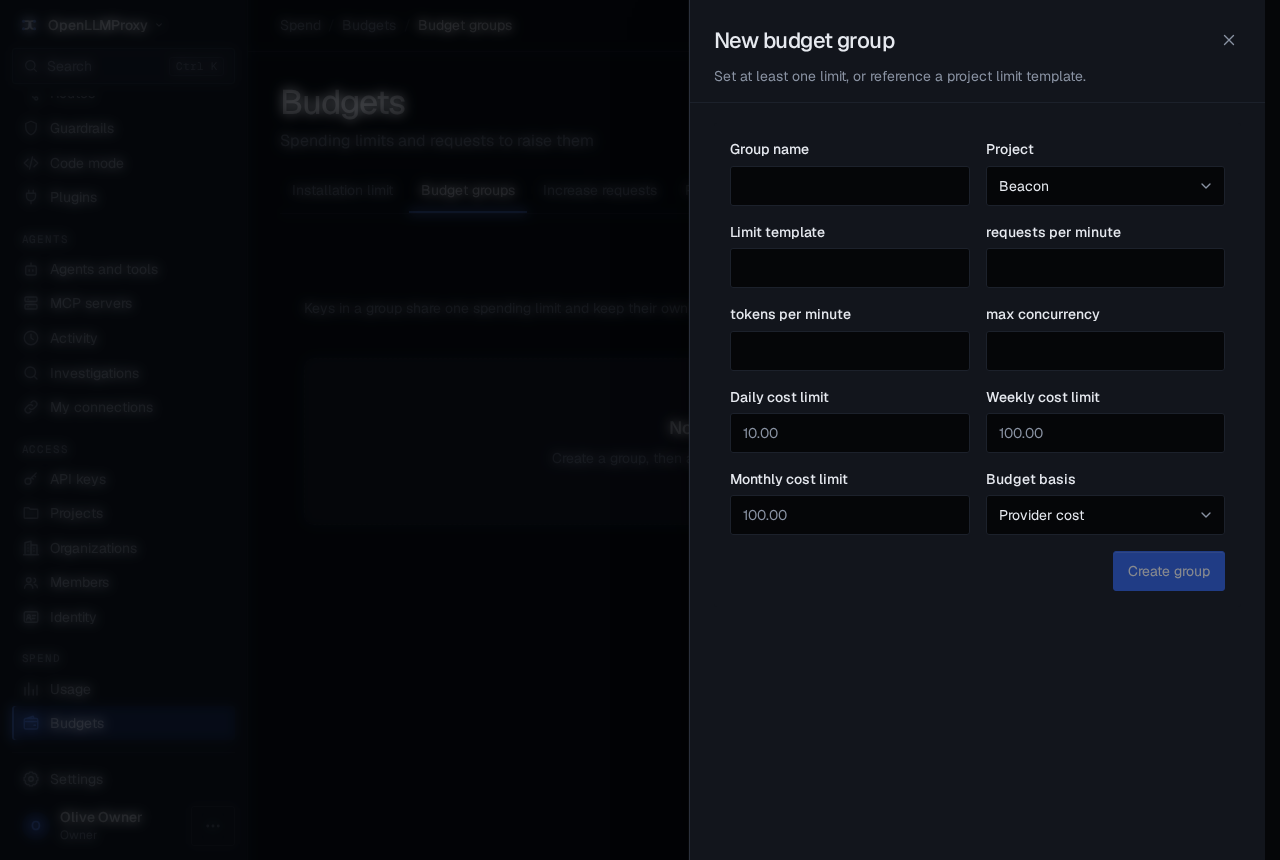 OpenLLMProxy
Search
Ctrl K
Guardrails
Code mode
Plugins
AGENTS
Agents and tools
MCP servers
Activity
Investigations
My connections
ACCESS
API keys
Projects
Organizations
Members
Identity
SPEND
Usage
Budgets
Settings
O
Olive Owner
Owner
Spend
Budgets
Budget groups
Budgets
Spending limits and requests to raise them
Installation limit
Budget groups
Increase requests
Keys in a group share one spending limit and keep their own
Create a group, then
New budget group
Set at least one limit, or reference a project limit template.
Group name
Project
Beacon
Limit template
requests per minute
tokens per minute
max concurrency
Daily cost limit
Weekly cost limit
10.00
100.00
Monthly cost limit
Budget basis
100.00
Provider cost
Create group